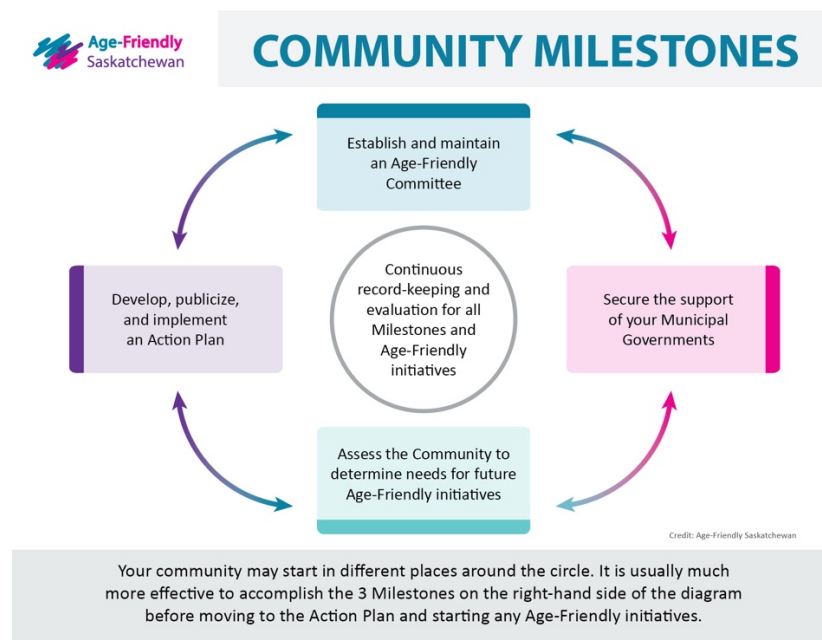 Age-Friendly
Saskatchewan
COMMUNITY MILESTONES
Establish and maintain
an Age-Friendly
Committee
Develop, publicize,
and implement
an Action Plan
Continuous
record-keeping and
evaluation for all
Milestones and
Age-Friendly
initiatives
Secure the support
of your Municipal
Governments
Assess the Community to
determine needs for future
Age-Friendly initiatives
Credit: Age-Friendly Saskatchewan
Your community may start in different places around the circle. It is usually much
more effective to accomplish the 3 Milestones on the right-hand side of the diagram
before moving to the Action Plan and starting any Age-Friendly initiatives.